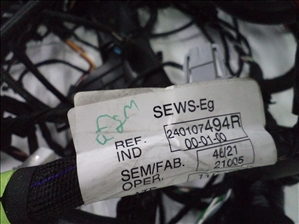 SEWS-Eg
REF. 240107494R
IND 00-01-00
SEM/FAB. 46/21
OPER. 21005